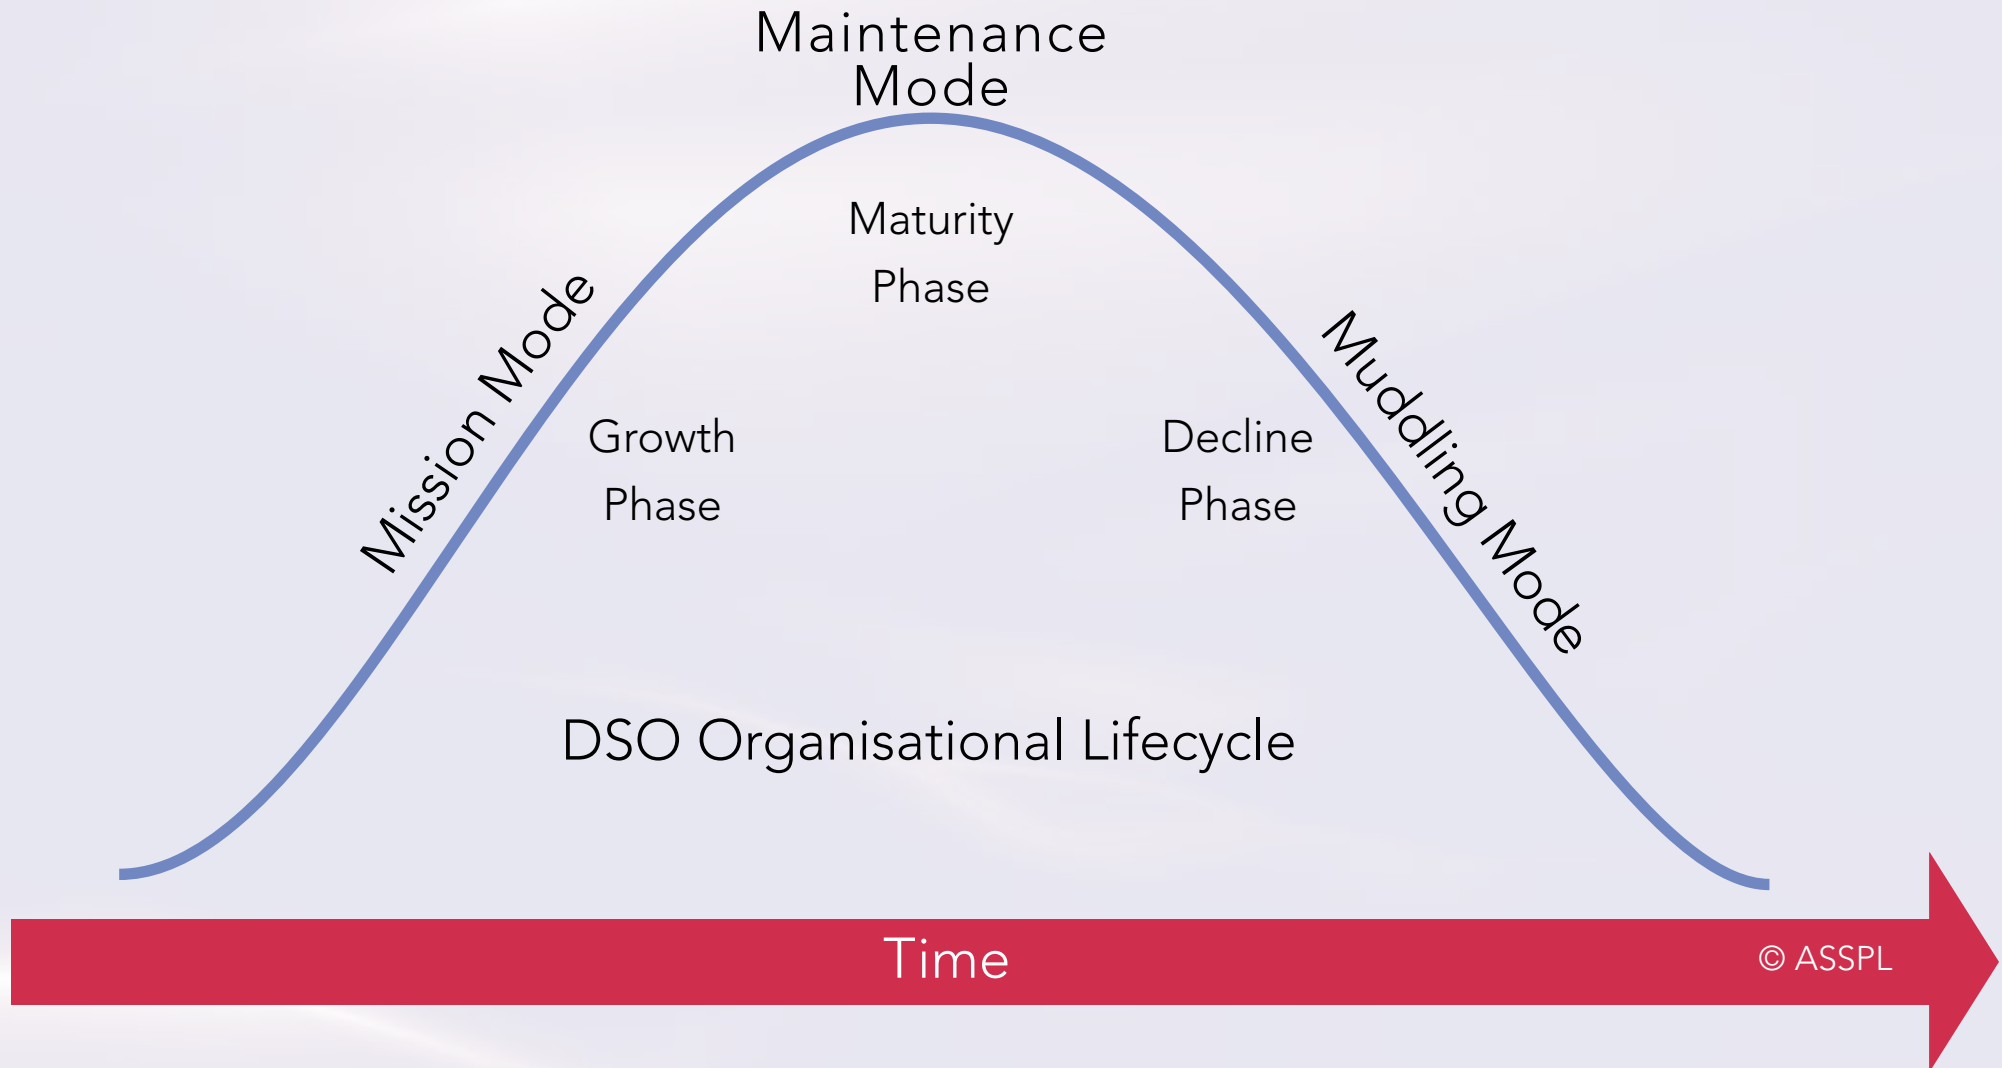 Maintenance
Mode
Maturity
Phase
Mission Mode
Growth
Phase
Decline
Phase
Muddling Mode
DSO Organisational Lifecycle
Time
© ASSPL